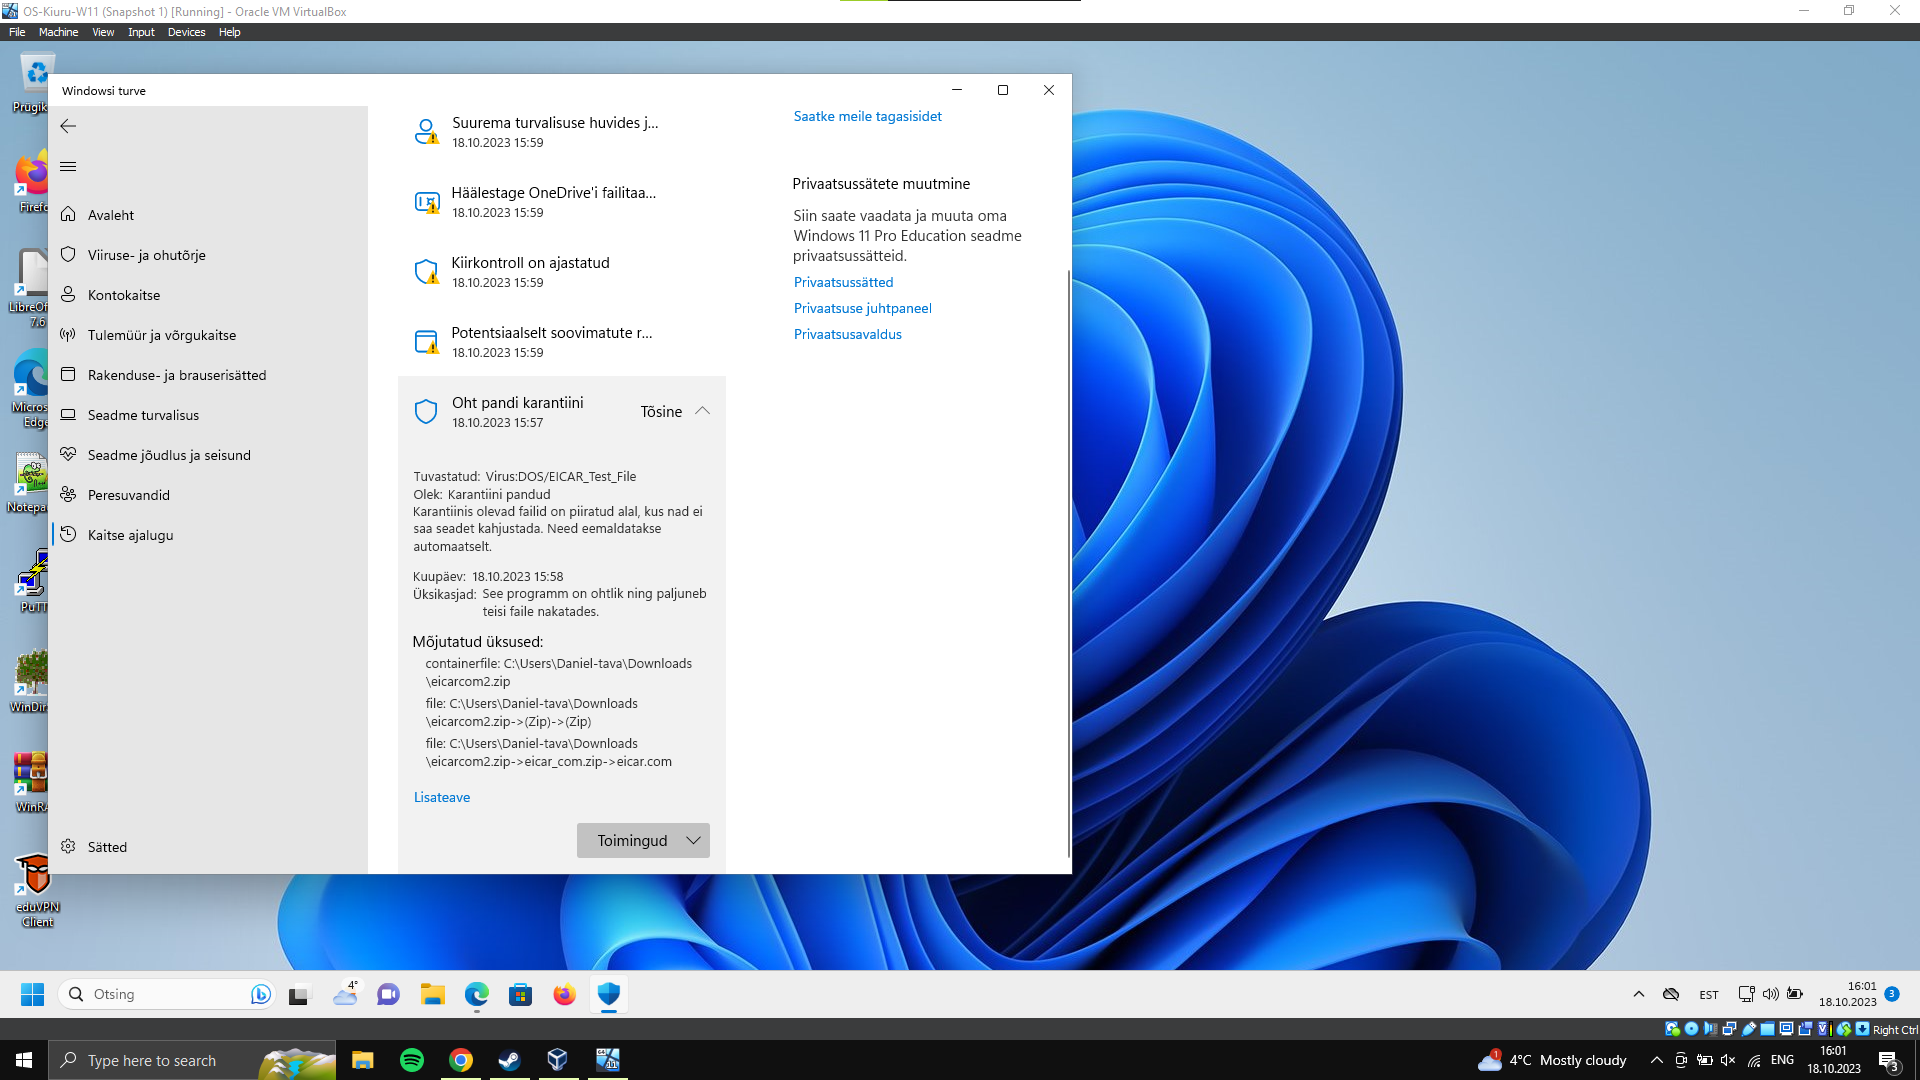 OS-Kiuru-W11 (Snapshot 1) [Running] - Oracle VM VirtualBox
File Machine View Input Devices Help
Windowsi turve
Avaleht
Viiruse- ja ohutõrje
Kontokaitse
Tulemüür ja võrgukaitse
Rakenduse- ja brauserisätted
Seadme turvalisus
Seadme jõudlus ja seisund
Peresuvandid
Kaitse ajalugu
Sätted
Suurema turvalisuse huvides j...
18.10.2023 15:59
Häälestage OneDrive'i failitaa...
18.10.2023 15:59
Kiirkontroll on ajastatud
18.10.2023 15:59
Potentsiaalselt soovimatute r...
18.10.2023 15:59
Oht pandi karantiini
18.10.2023 15:57
Tõsine
Tuvastatud: Virus:DOS/EICAR_Test_File
Olek: Karantiini pandud
Karantiinis olevad failid on piiratud alal, kus nad ei
saa seadet kahjustada. Need eemaldatakse
automaatselt.
Kuupäev: 18.10.2023 15:58
Üksikasjad: See programm on ohtlik ning paljuneb
teisi faile nakatades.
Mõjutatud üksused:
containerfile: C:\Users\Daniel-tava\Downloads
\eicarcom2.zip
file: C:\Users\Daniel-tava\Downloads
\eicarcom2.zip->(Zip)->(Zip)
file: C:\Users\Daniel-tava\Downloads
\eicarcom2.zip->eicar_com.zip->eicar.com
Lisateave
Toimingud
Saatke meile tagasisidet
Privaatsussätete muutmine
Siin saate vaadata ja muuta oma
Windows 11 Pro Education seadme
privaatsussätteid.
Privaatsussätted
Privaatsuse juhtpaneel
Privaatsusavaldus
Prügik
Firefo
LibreOf
7.6
Micros
Edge
Notepa
PuTT
WinDir
WinRA
eduVPN
Client
Otsing
4°
EST
16:01
18.10.2023
3
Right Ctrl
Type here to search
1
4°C Mostly cloudy
ENG
16:01
18.10.2023
3